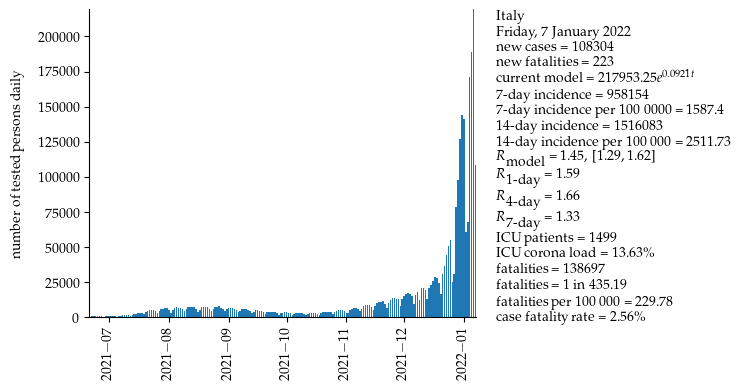 number of tested persons daily
200000
175000
150000
125000
100000
75000
50000
25000
0
2021−07
2021−08
2021−09
2021−10
2021−11
2021−12
2022−01
Italy
Friday, 7 January 2022
new cases = 108304
new fatalities = 223
current model = 217953.25e^0.0921t
7-day incidence = 958154
7-day incidence per 100 0000 = 1587.4
14-day incidence = 1516083
14-day incidence per 100 000 = 2511.73
R_model = 1.45, [1.29, 1.62]
R_1-day = 1.59
R_4-day = 1.66
R_7-day = 1.33
ICU patients = 1499
ICU corona load = 13.63%
fatalities = 138697
fatalities = 1 in 435.19
fatalities per 100 000 = 229.78
case fatality rate = 2.56%